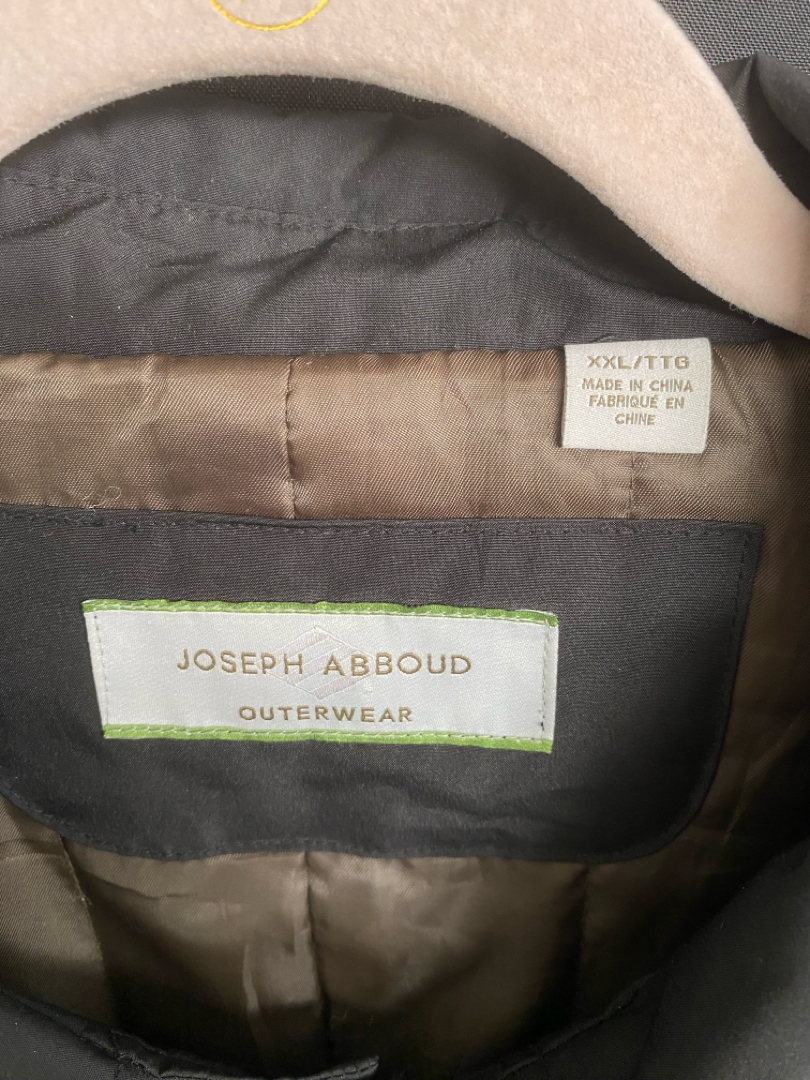 XXL/TTG
MADE IN CHINA
FABRIQUÉ EN
CHINE
JOSEPH ABBOUD
OUTERWEAR